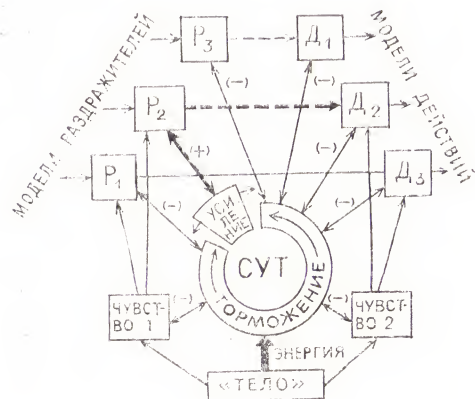 МОДЕЛИ ГАЗДРАЖИТЕЛЕЙ
МОДЕЛИ ДЕЙСТВИЙ
Р3
Д1
(–)
(–)
Р2
Д2
(+)
(–)
Р1
Д3
(–)
(–)
УСИ
ЛЕ
НИЕ
СУТ
ТОРМОЖЕНИЕ
ЧУВСТ-
ВО 1
(–)
(–)
ЧУВСТ-
ВО 2
ЭНЕРГИЯ
«ТЕЛО»